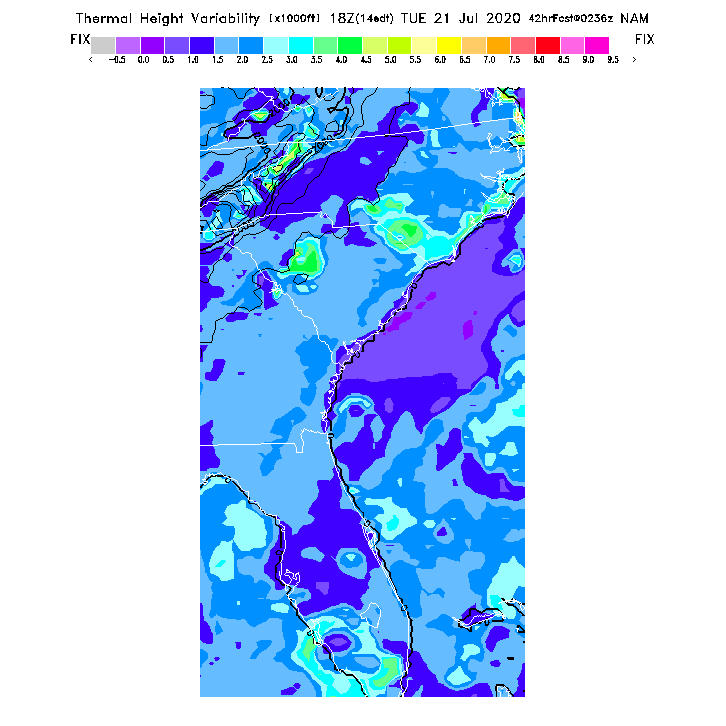 Thermal Height Variability [x1000ft] 18Z(14edt) TUE 21 Jul 2020 42hrFcst@0236z NAM
FIX FIX
< -0.5 0.0 0.5 1.0 1.5 2.0 2.5 3.0 3.5 4.0 4.5 5.0 5.5 6.0 6.5 7.0 7.5 8.0 8.5 9.0 9.5 >